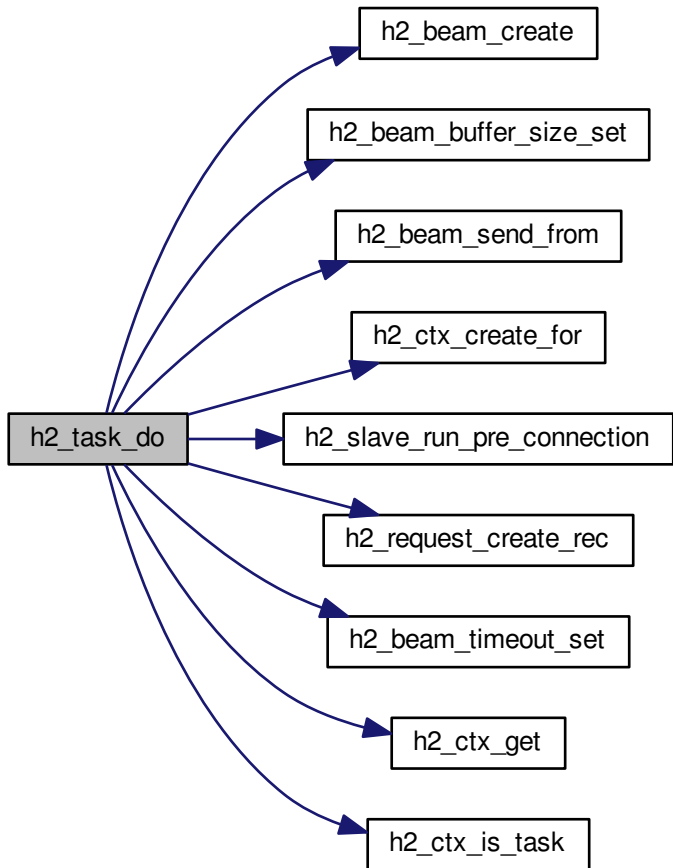 h2_beam_create
h2_beam_buffer_size_set
h2_beam_send_from
h2_ctx_create_for
h2_task_do
h2_slave_run_pre_connection
h2_request_create_rec
h2_beam_timeout_set
h2_ctx_get
h2_ctx_is_task